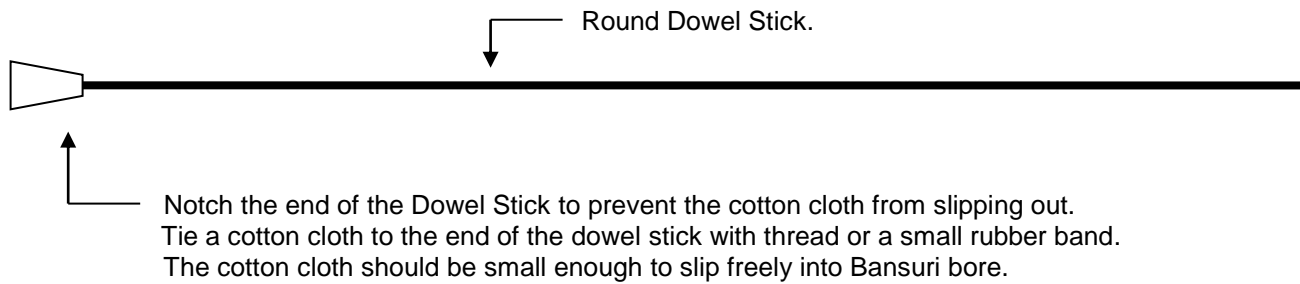 Round Dowel Stick.
Notch the end of the Dowel Stick to prevent the cotton cloth from slipping out.
Tie a cotton cloth to the end of the dowel stick with thread or a small rubber band.
The cotton cloth should be small enough to slip freely into Bansuri bore.